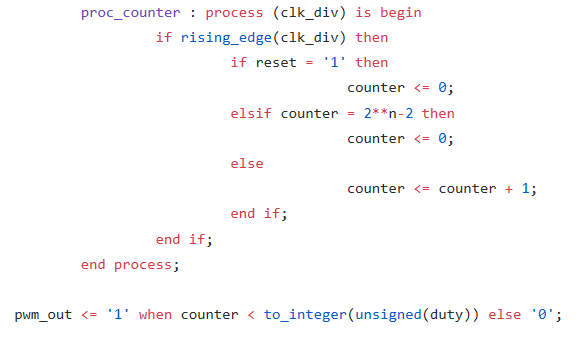 proc_counter : process (clk_div) is begin
if rising_edge(clk_div) then
if reset = '1' then
counter <= 0;
elsif counter = 2**n-2 then
counter <= 0;
else
counter <= counter + 1;
end if;
end if;
end process;
pwm_out <= '1' when counter < to_integer(unsigned(duty)) else '0';